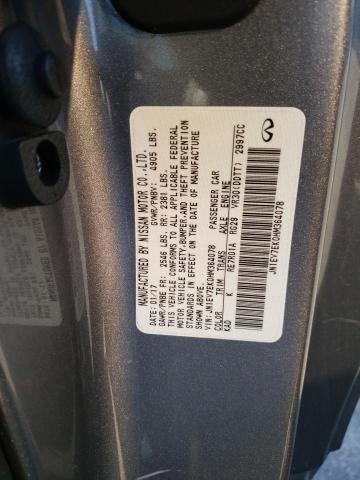 MANUFACTURED BY NISSAN MOTOR CO.,LTD.
DATE: 01/17 GVWR/PNBV: 4905 LBS.
GAWR/PNBE FR: 2546 LBS. RR: 2381 LBS.
THIS VEHICLE CONFORMS TO ALL APPLICABLE FEDERAL
MOTOR VEHICLE SAFETY,BUMPER,AND THEFT PREVENTION
STANDARDS IN EFFECT ON THE DATE OF MANUFACTURE
VIN: JN1EV7EK0HM364078 PASSENGER CAR
COLOR TRIM TRANS AXLE ENGINE
KAD K RE7R01A RG29 VR30(DDTT) 2997CC
JN1EV7EK0HM364078